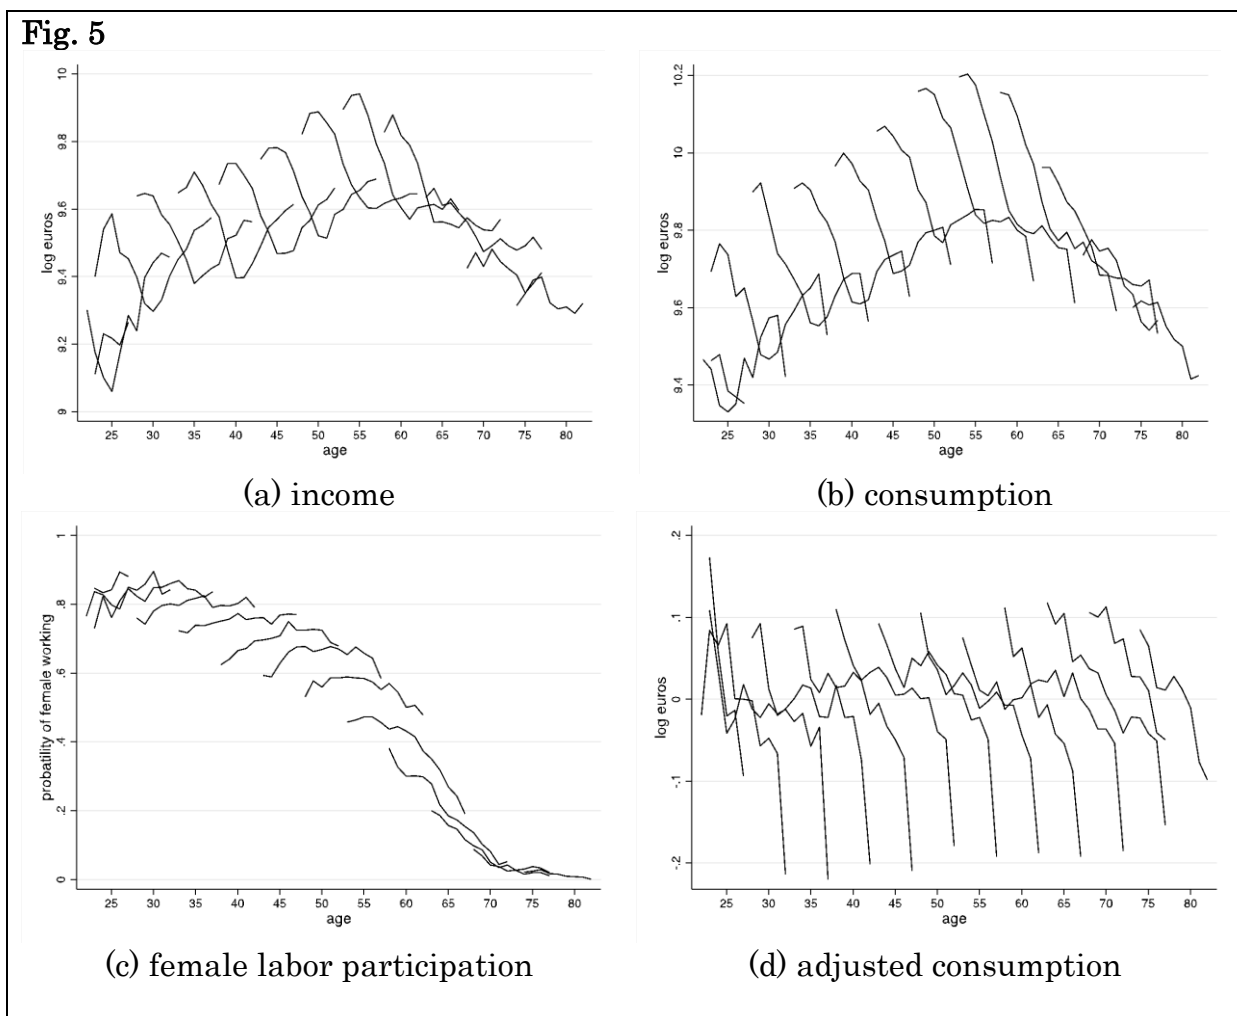 Fig. 5
10
9.8
9.6
9.4
9.2
9
log euros
25 30 35 40 45 50 55 60 65 70 75 80
age
(a) income
10.2
10
9.8
9.6
9.4
log euros
25 30 35 40 45 50 55 60 65 70 75 80
age
(b) consumption
1
.8
.6
.4
.2
0
probatility of female working
25 30 35 40 45 50 55 60 65 70 75 80
age
(c) female labor participation
.2
.1
0
-.1
-.2
log euros
25 30 35 40 45 50 55 60 65 70 75 80
age
(d) adjusted consumption